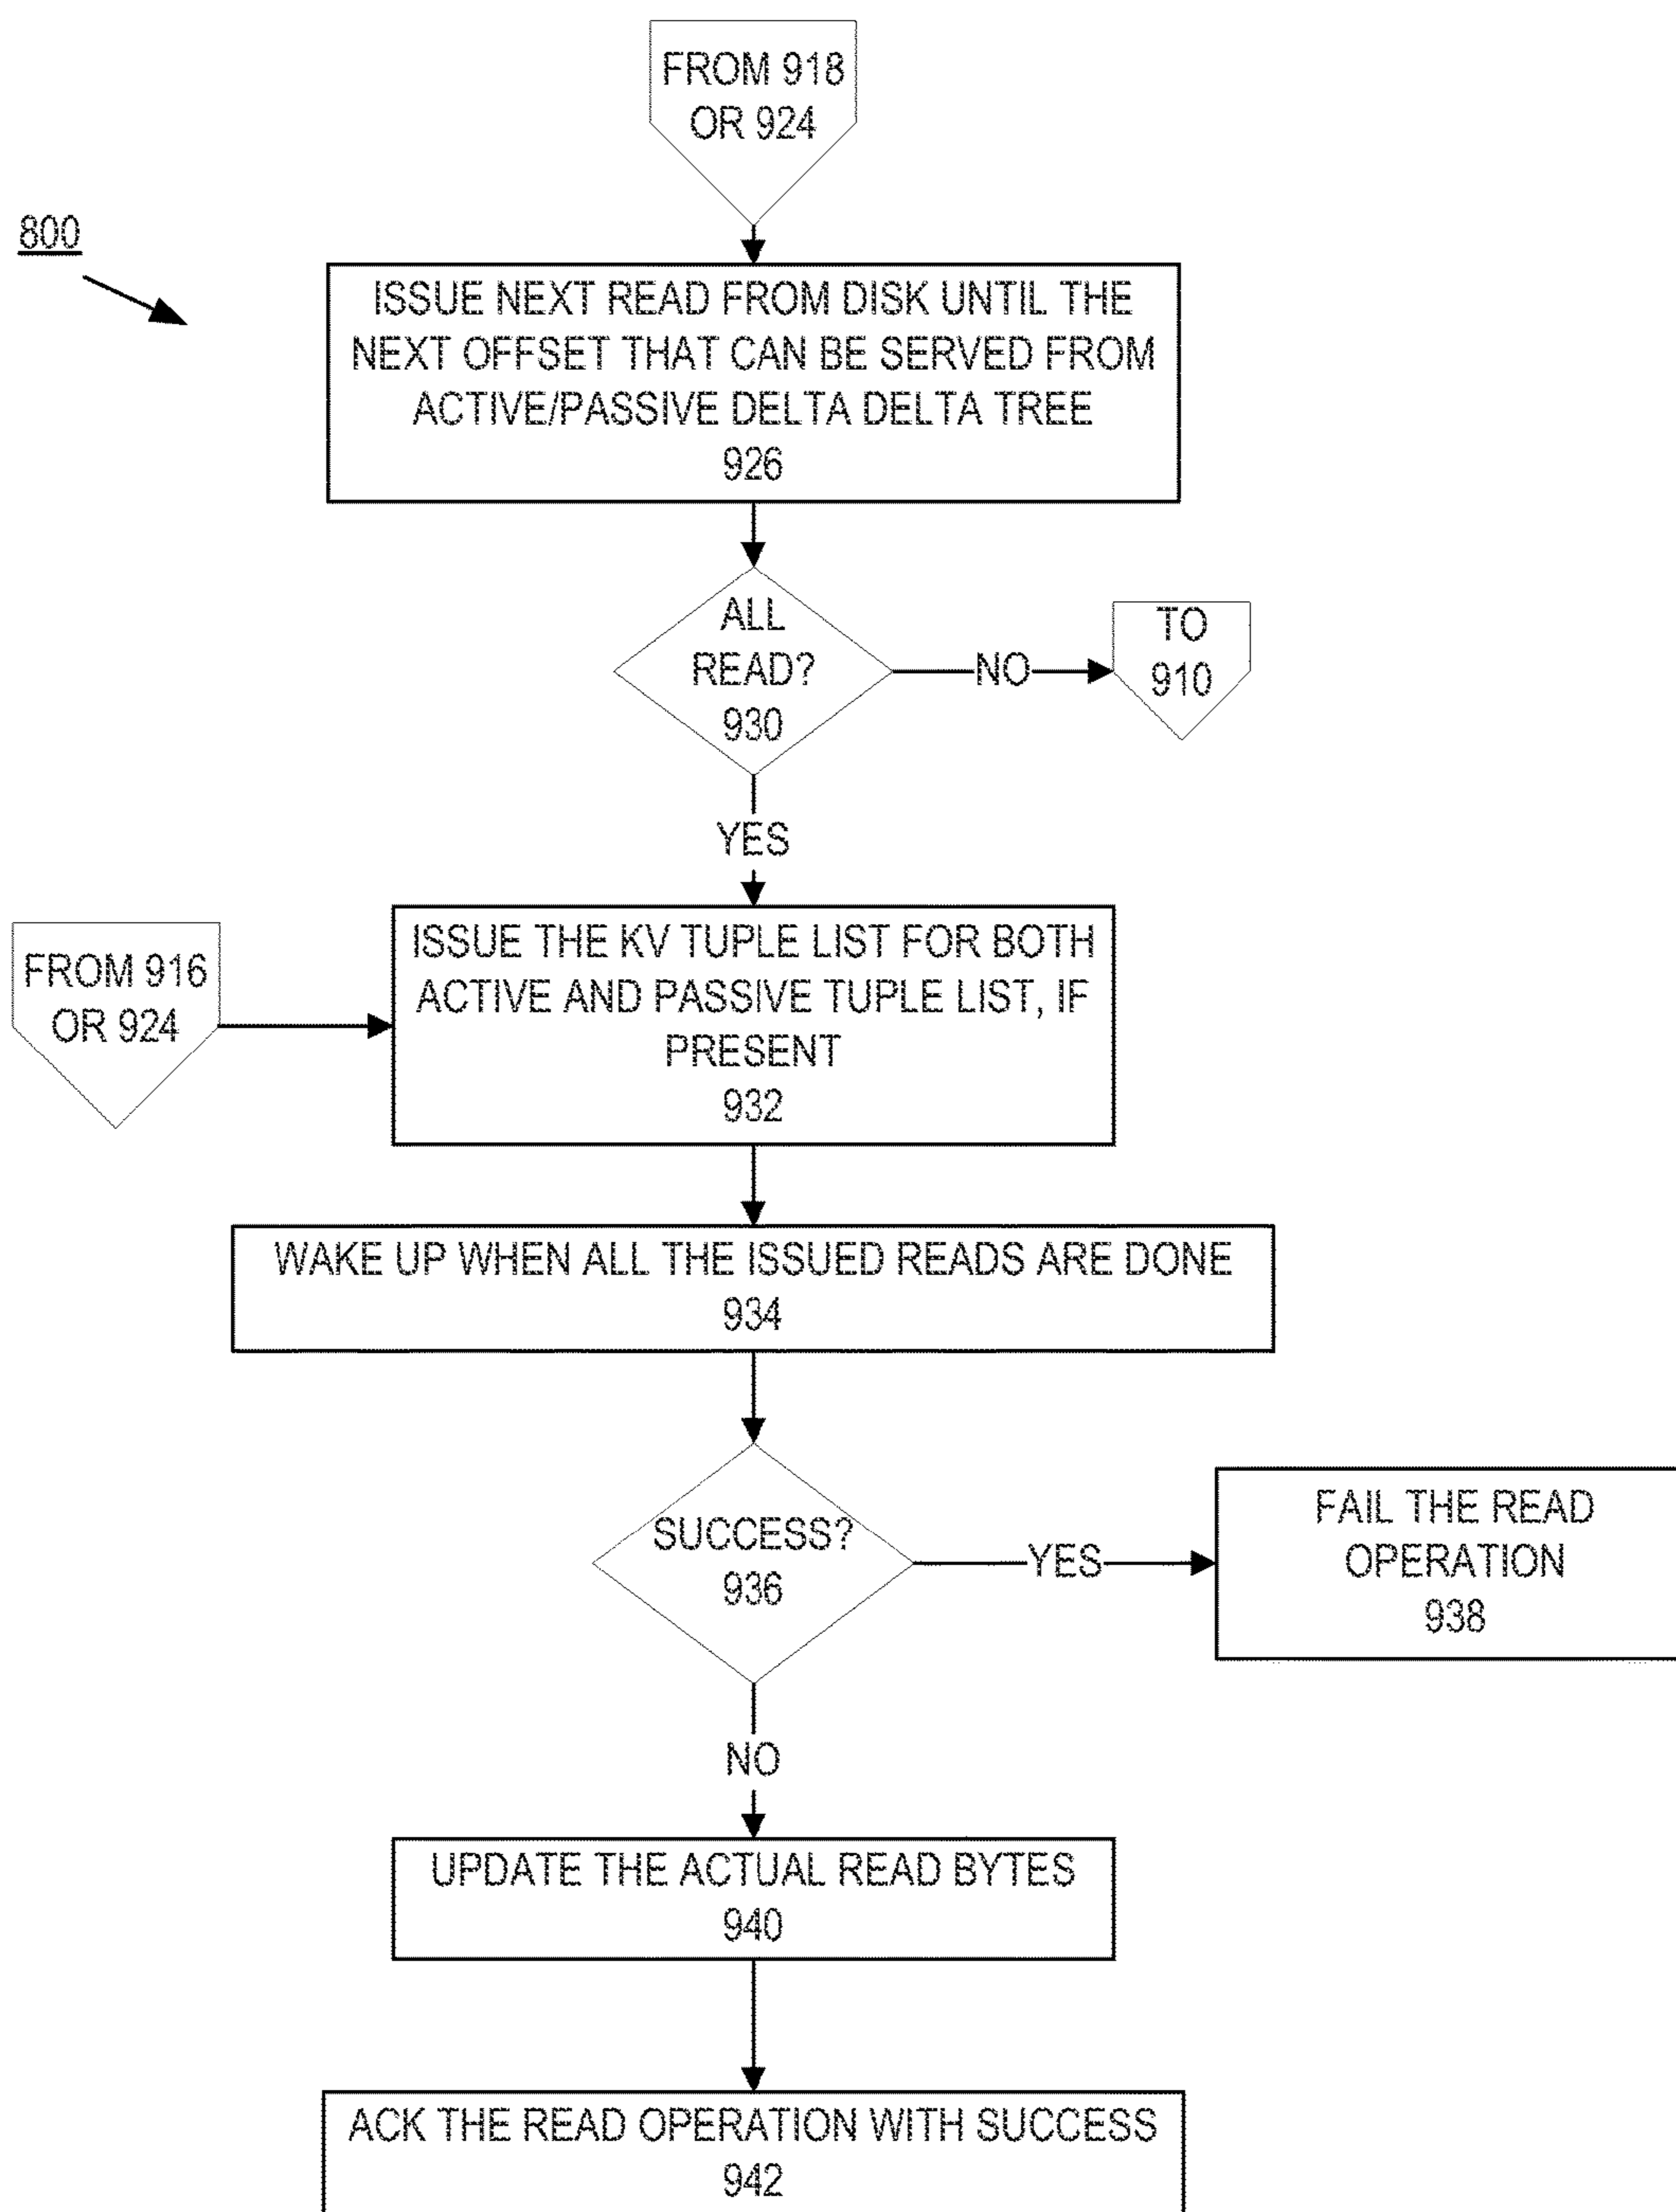 FROM 918
OR 924
800
ISSUE NEXT READ FROM DISK UNTIL THE
NEXT OFFSET THAT CAN BE SERVED FROM
ACTIVE/PASSIVE DELTA DELTA TREE
926
ALL
READ?
930
NO
TO
910
YES
FROM 916
OR 924
ISSUE THE KV TUPLE LIST FOR BOTH
ACTIVE AND PASSIVE TUPLE LIST, IF
PRESENT
932
WAKE UP WHEN ALL THE ISSUED READS ARE DONE
934
SUCCESS?
936
YES
FAIL THE READ
OPERATION
938
NO
UPDATE THE ACTUAL READ BYTES
940
ACK THE READ OPERATION WITH SUCCESS
942